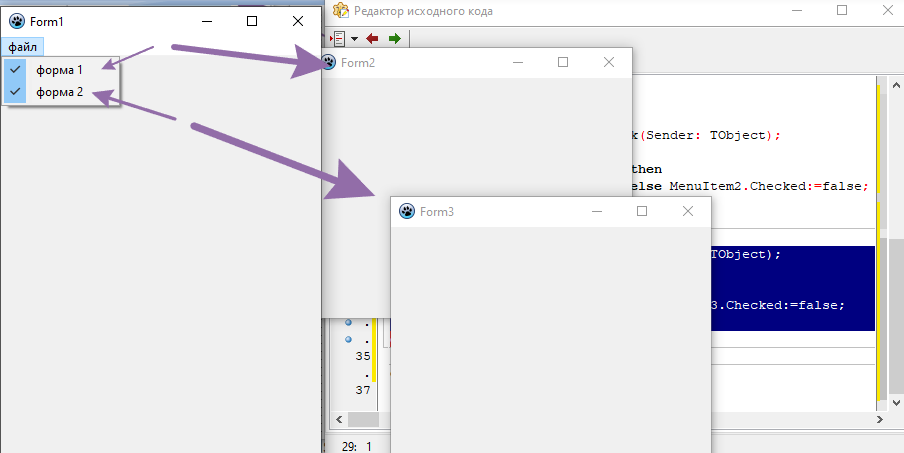 Form1
файл
форма 1
форма 2
Редактор исходного кода
Form2
k(Sender: TObject);
then
else MenuItem2.Checked:=false;
Form3
TObject);
3.Checked:=false;
35
37
29: 1